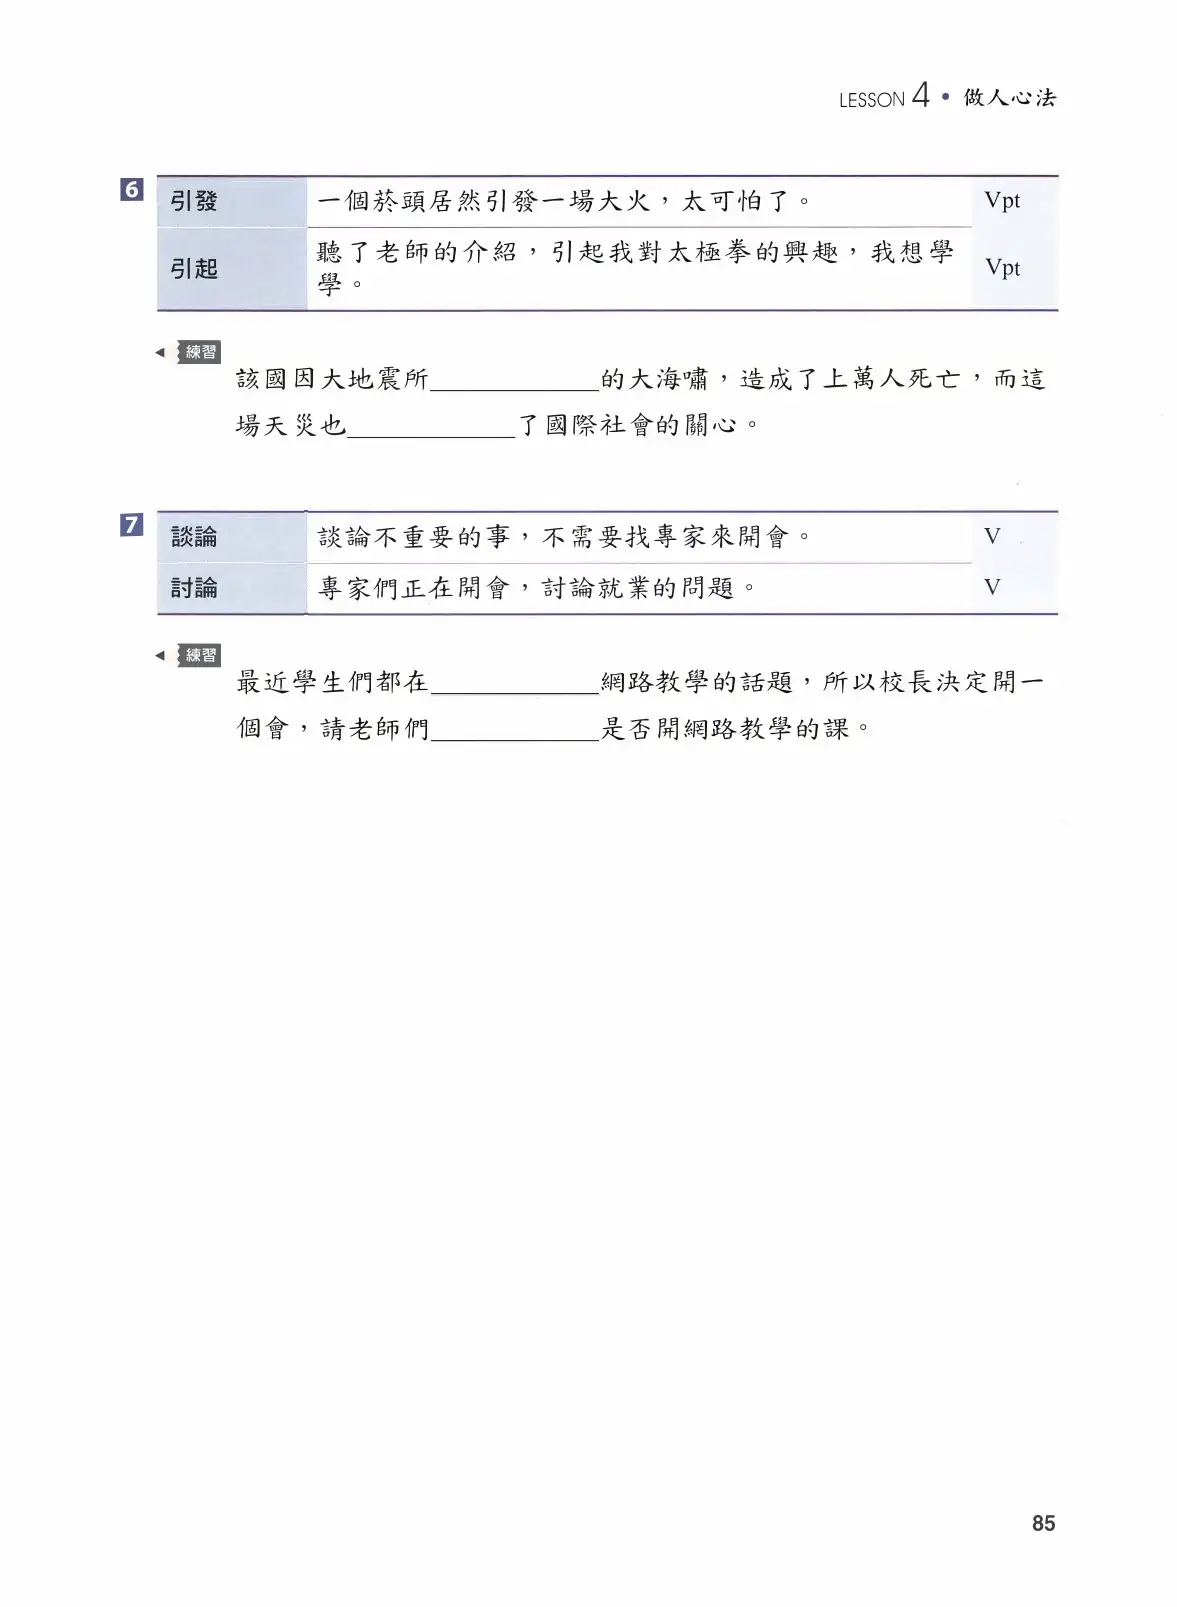 LESSON 4 • 做人心法
6
引發 一個菸頭居然引發一場大火，太可怕了。 Vpt
引起 聽了老師的介紹，引起我對太極拳的興趣，我想學
學。 Vpt
練習
該國因大地震所____________的大海嘯，造成了上萬人死亡，而這
場天災也____________了國際社會的關心。
7
談論 談論不重要的事，不需要找專家來開會。 V
討論 專家們正在開會，討論就業的問題。 V
練習
最近學生們都在____________網路教學的話題，所以校長決定開一
個會，請老師們____________是否開網路教學的課。
85